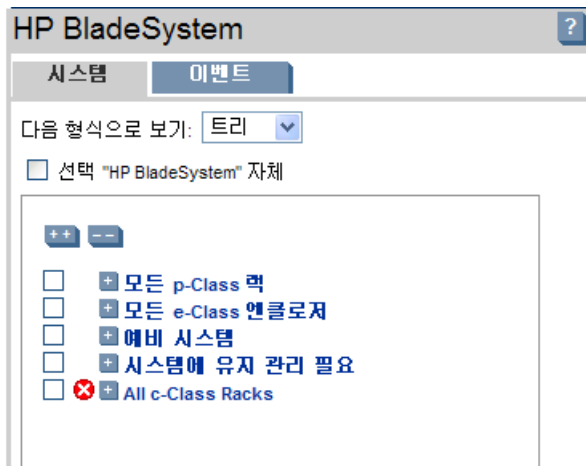 HP BladeSystem ?
시스템 이벤트
다음 형식으로 보기: 트리
선택 "HP BladeSystem" 자체
++ --
+ 모든 p-Class 랙
+ 모든 e-Class 엔클로저
+ 예비 시스템
+ 시스템에 유지 관리 필요
+ All c-Class Racks